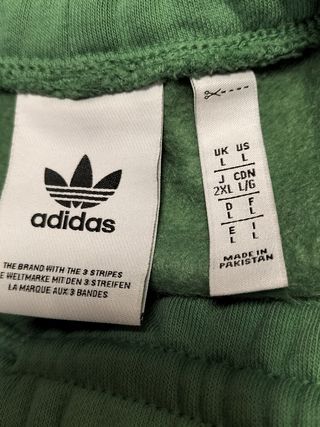 adidas
THE BRAND WITH THE 3 STRIPES
E WELTMARKE MIT DEN 3 STREIFEN
LA MARQUE AUX 3 BANDES
UK US
L L
J CDN
2XL L/G
D F
L L
E I
L L
MADE IN
PAKISTAN